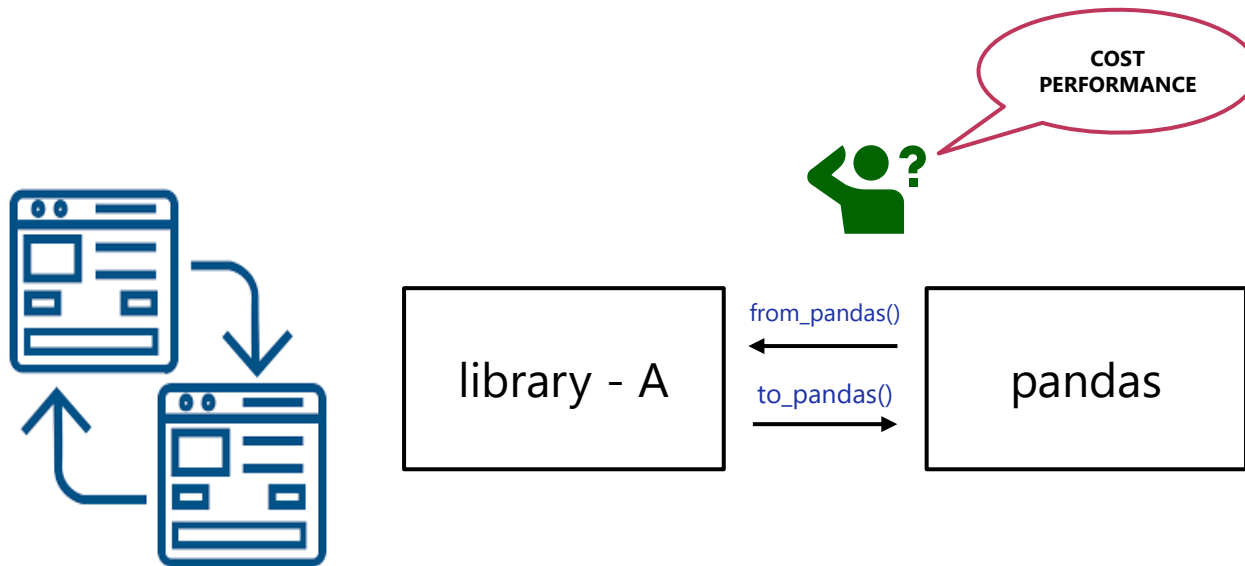 COST
PERFORMANCE
?
from_pandas()
library - A
to_pandas()
pandas